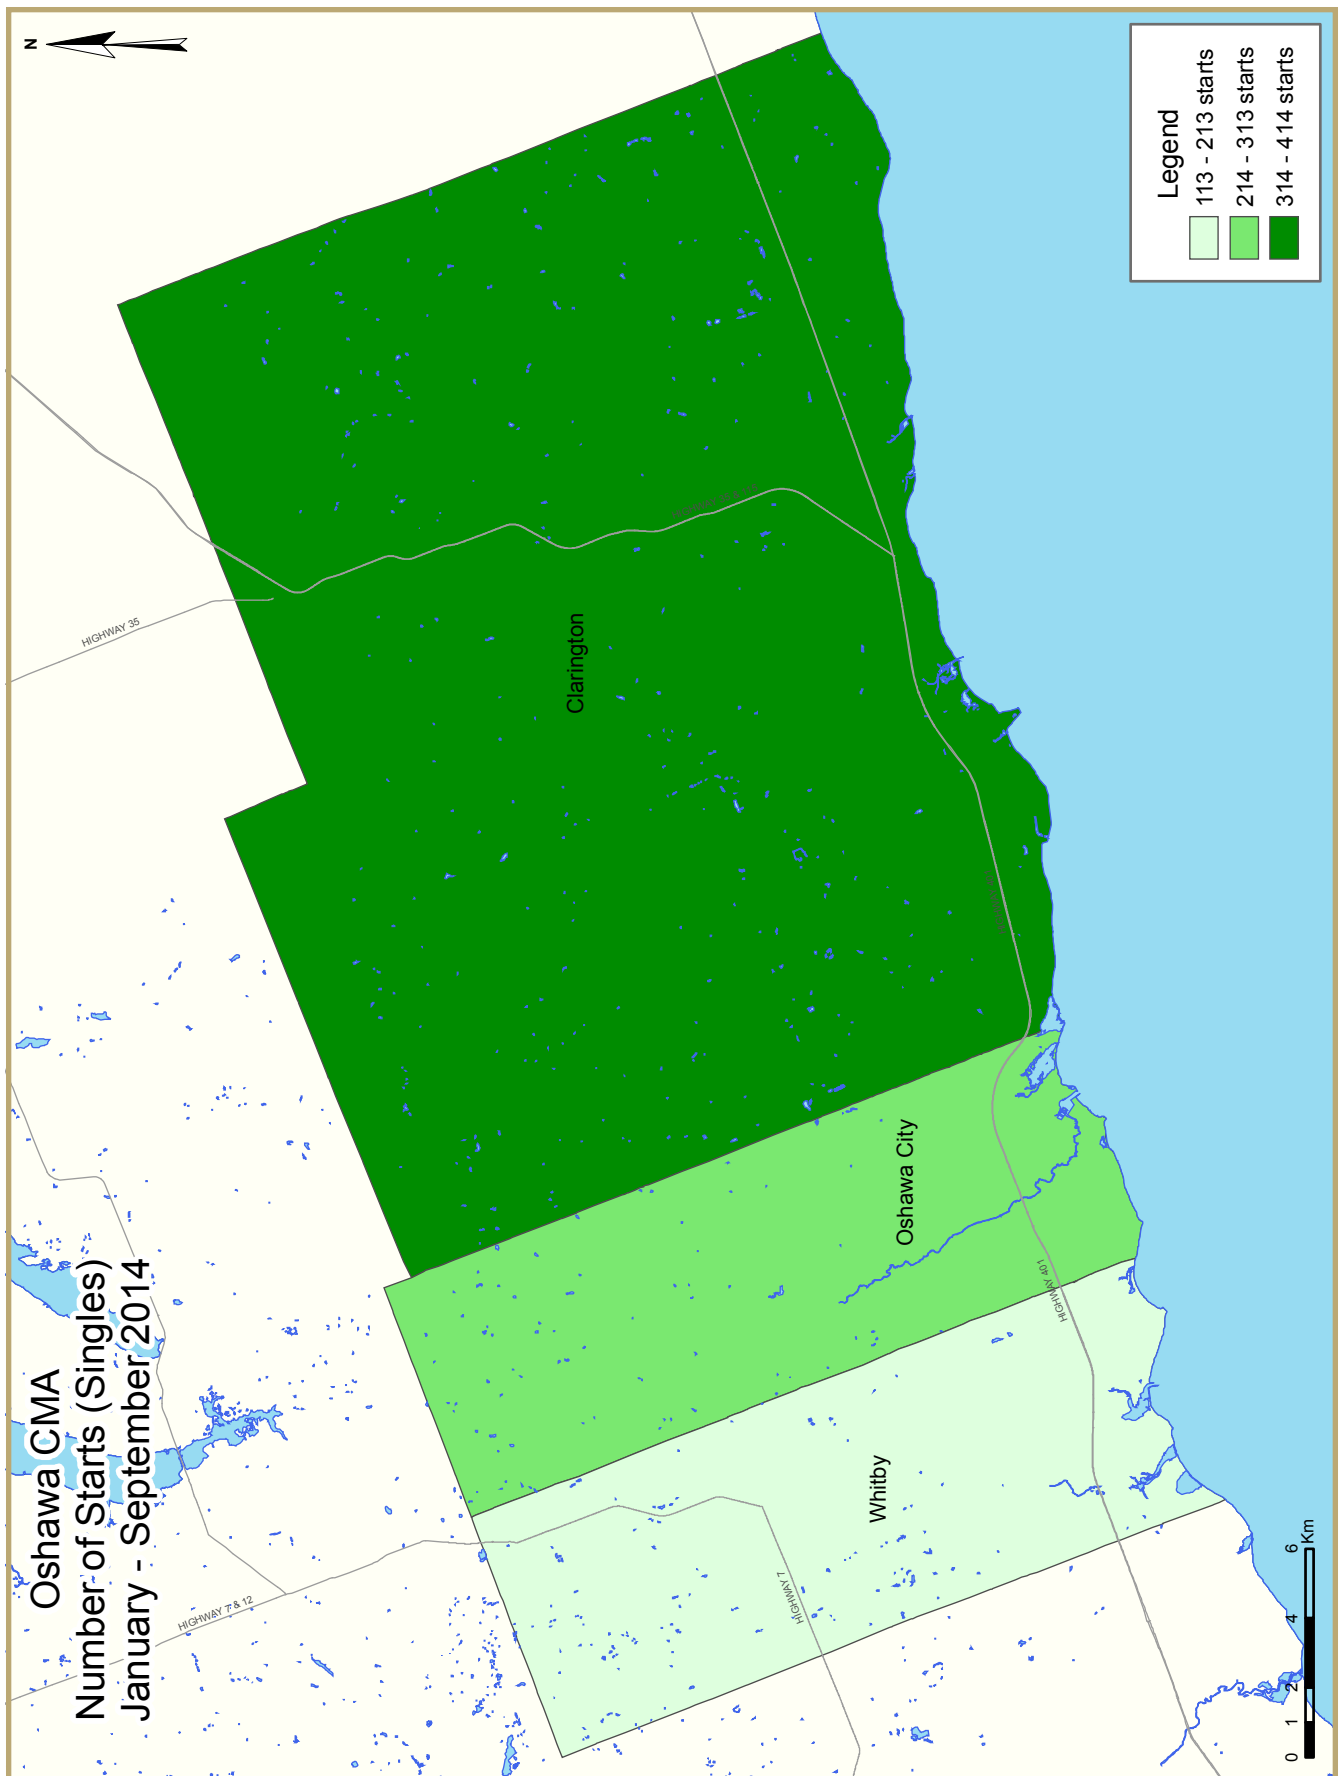 Oshawa CMA
Number of Starts (Singles)
January - September 2014
N
HIGHWAY 35
HIGHWAY 7 & 12
Clarington
Oshawa City
Whitby
HIGHWAY 7
HIGHWAY 401
Legend
113 - 213 starts
214 - 313 starts
314 - 414 starts
0 1 2 4 6
Km